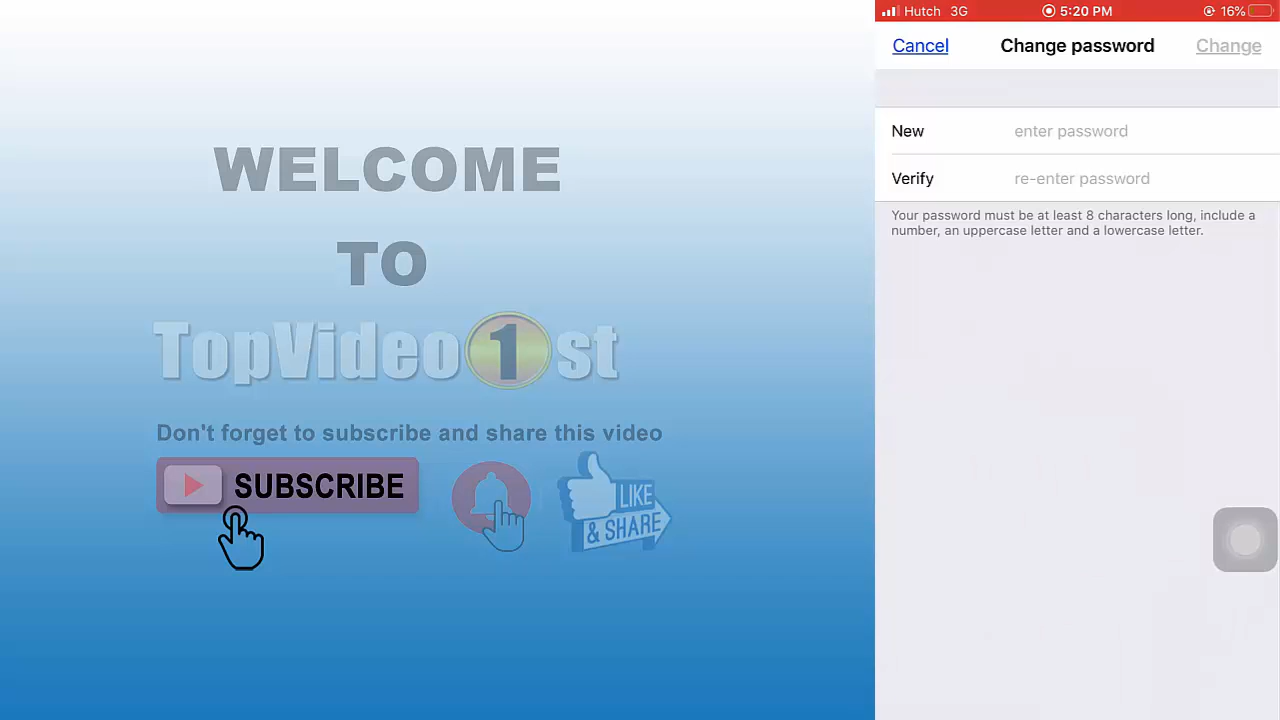 WELCOME
TO
TopVideo1st
Don't forget to subscribe and share this video
SUBSCRIBE
LIKE
& SHARE
Hutch 3G 5:20 PM 16%
Cancel Change password Change
New enter password
Verify re-enter password
Your password must be at least 8 characters long, include a
number, an uppercase letter and a lowercase letter.